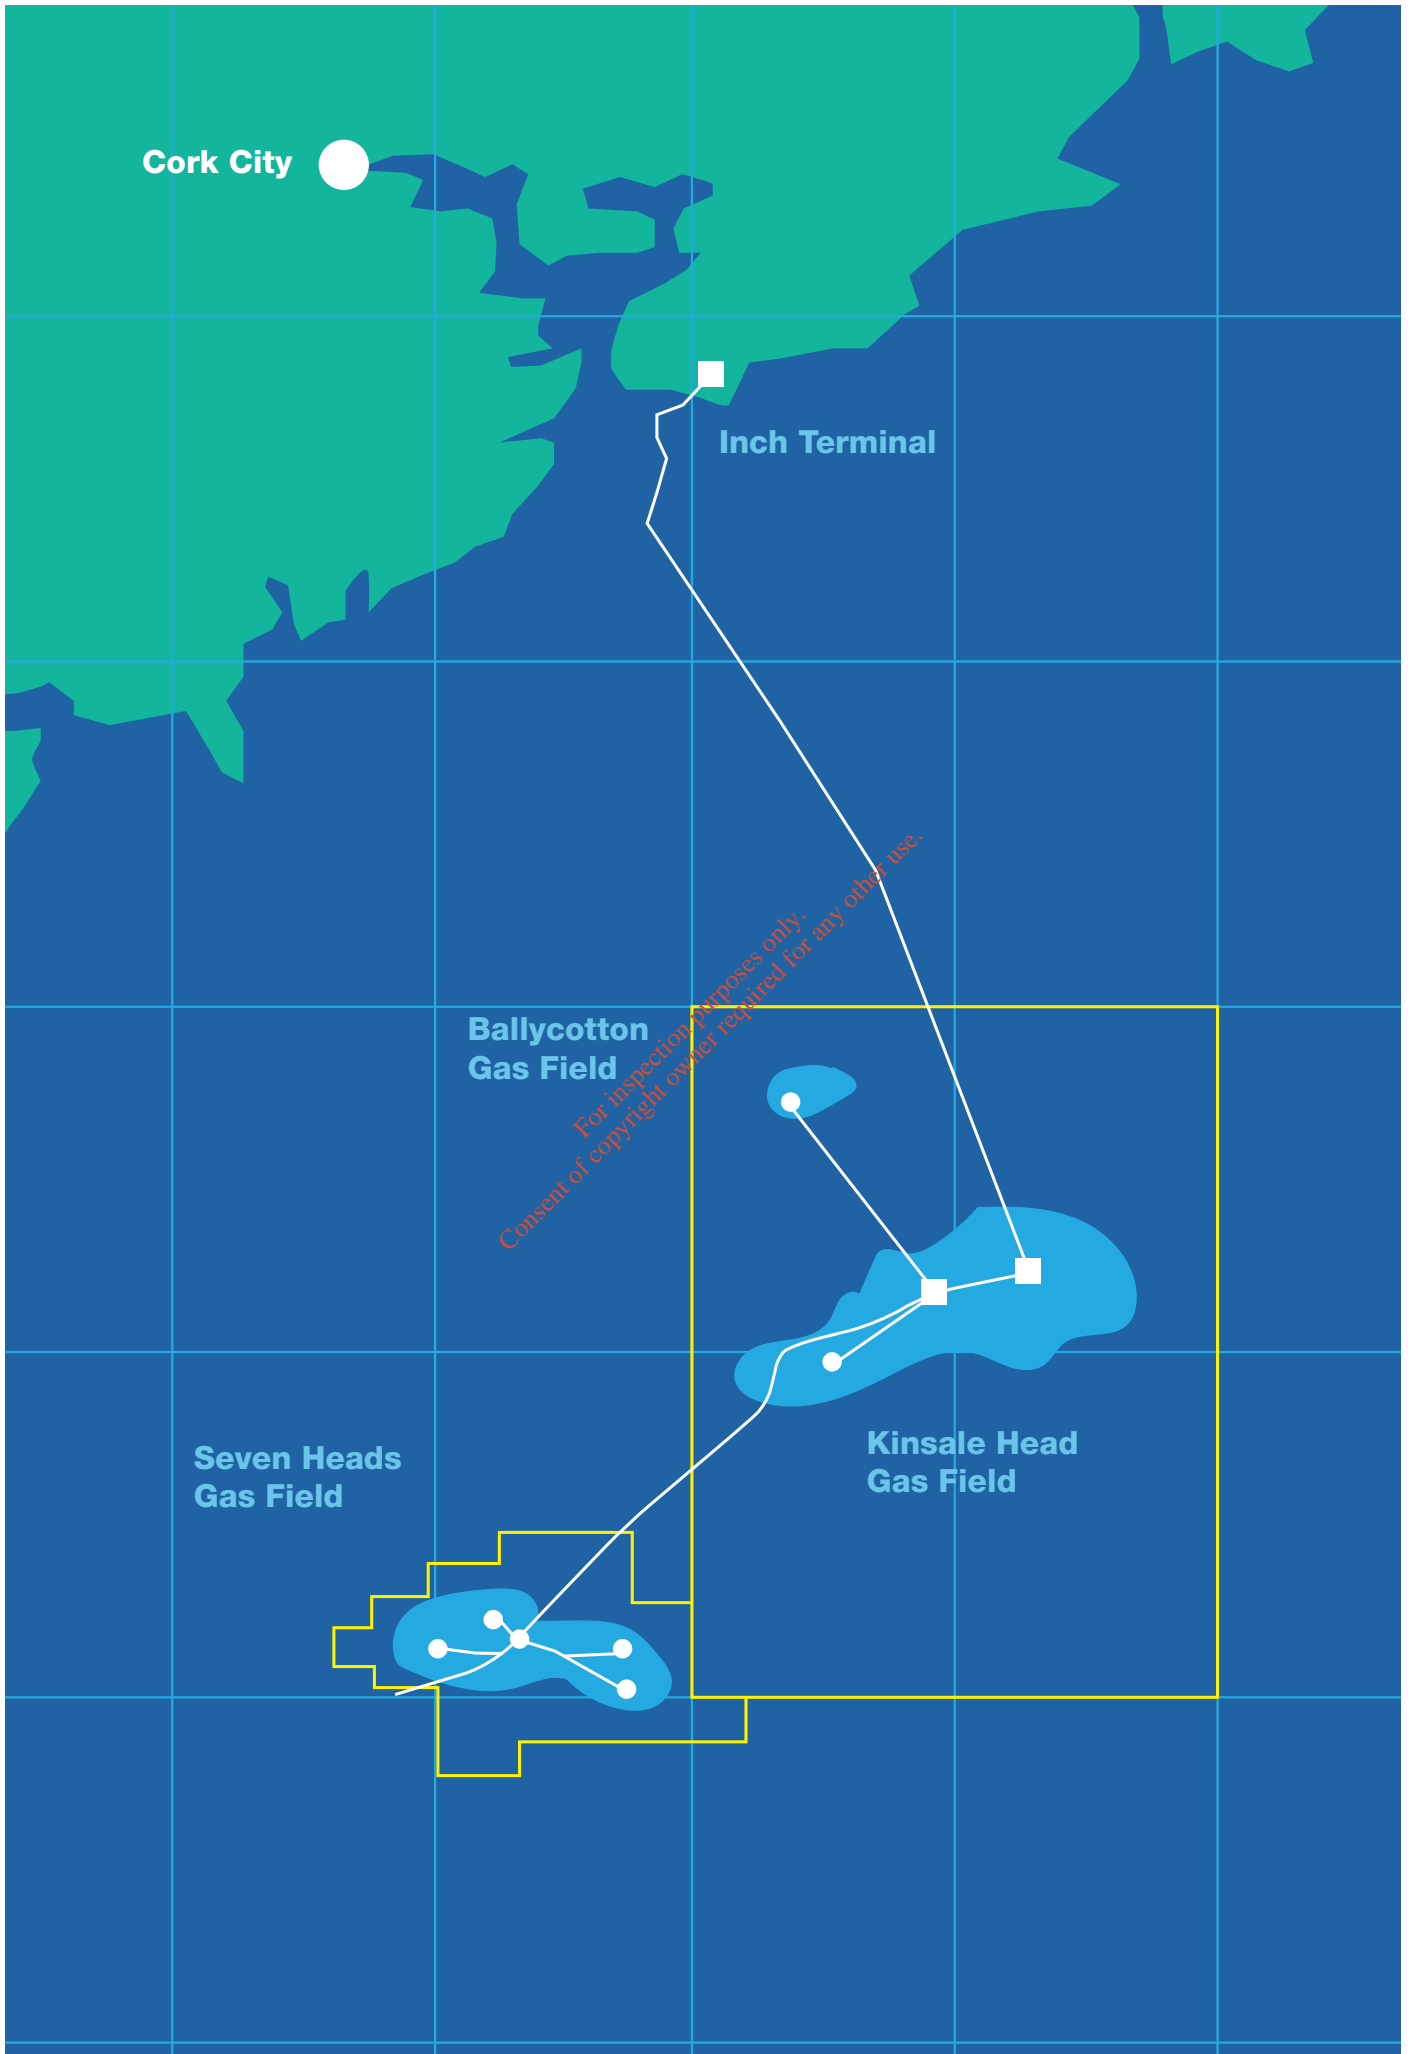 Cork City
Inch Terminal
Ballycotton
Gas Field
For inspection purposes only.
Consent of copyright owner required for any other use.
Kinsale Head
Gas Field
Seven Heads
Gas Field